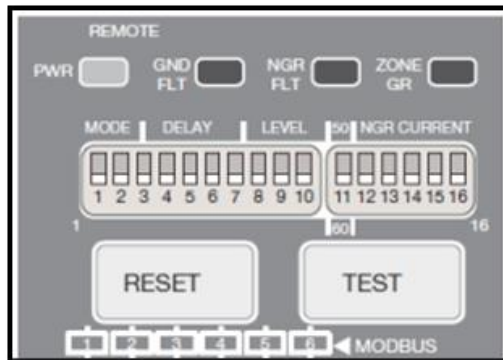 REMOTE
PWR GND FLT NGR FLT ZONE GR
MODE DELAY LEVEL 50 NGR CURRENT
1 2 3 4 5 6 7 8 9 10 11 12 13 14 15 16
1 60 16
RESET TEST
1 2 3 4 5 6 ◀ MODBUS